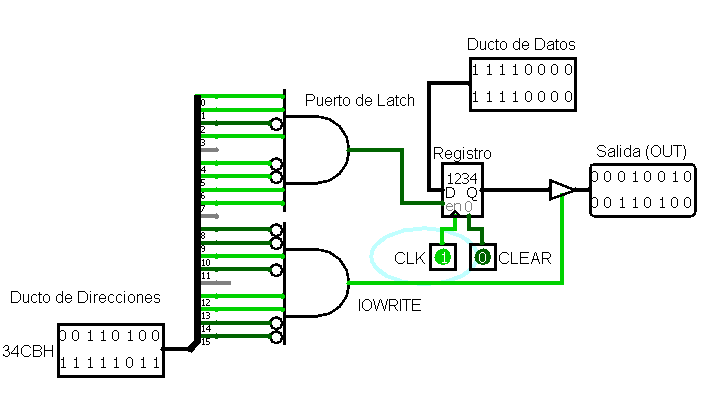 Ducto de Datos
1 1 1 1 0 0 0 0
1 1 1 1 0 0 0 0
Puerto de Latch
0
1
2
3
4
5
6
7
8
9
10
11
12
13
14
15
Registro
1234
D Q
en 0
Salida (OUT)
0 0 0 1 0 0 1 0
0 0 1 1 0 1 0 0
CLK 1
0 CLEAR
IOWRITE
Ducto de Direcciones
34CBH
0 0 1 1 0 1 0 0
1 1 1 1 1 0 1 1